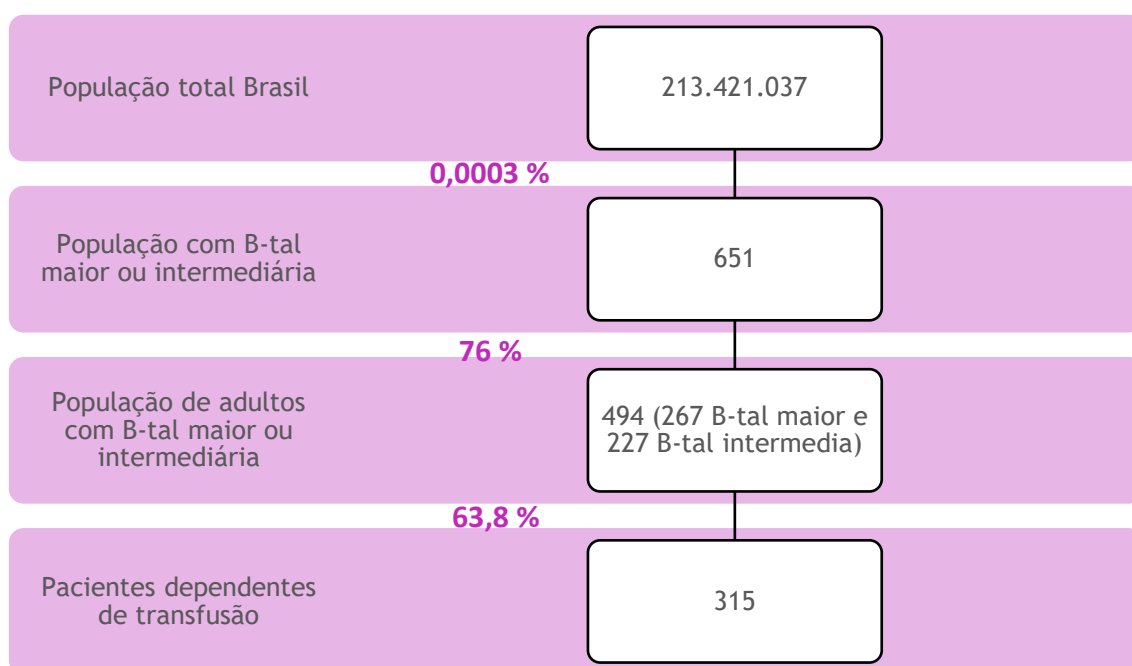 População total Brasil
213.421.037
0,0003 %
População com B-tal
maior ou intermediária
651
76 %
População de adultos
com B-tal maior ou
intermediária
494 (267 B-tal maior e
227 B-tal intermedia)
63,8 %
Pacientes dependentes
de transfusão
315